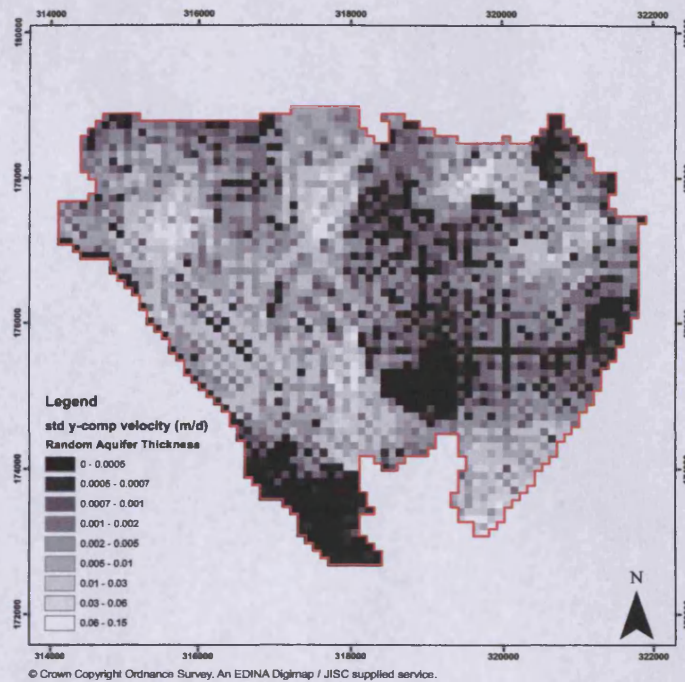 314000 316000 318000 320000 322000
180000
178000
176000
174000
172000
Legend
std y-comp velocity (m/d)
Random Aquifer Thickness
0 - 0.0005
0.0005 - 0.0007
0.0007 - 0.001
0.001 - 0.002
0.002 - 0.005
0.005 - 0.01
0.01 - 0.03
0.03 - 0.06
0.06 - 0.15
N
314000 316000 318000 320000 322000
© Crown Copyright Ordnance Survey. An EDINA Digimap / JISC supplied service.